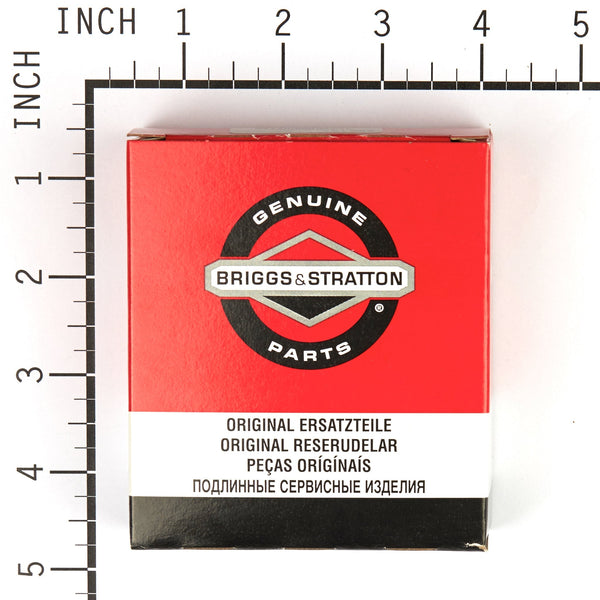 INCH 1 2 3 4 5
INCH
1
2
3
4
5
GENUINE
BRIGGS&STRATTON
®
PARTS
ORIGINAL ERSATZTEILE
ORIGINAL RESERUDELAR
PEÇAS ORÍGÍNAÍS
ПОДЛИННЫЕ СЕРВИСНЫЕ ИЗДЕЛИЯ